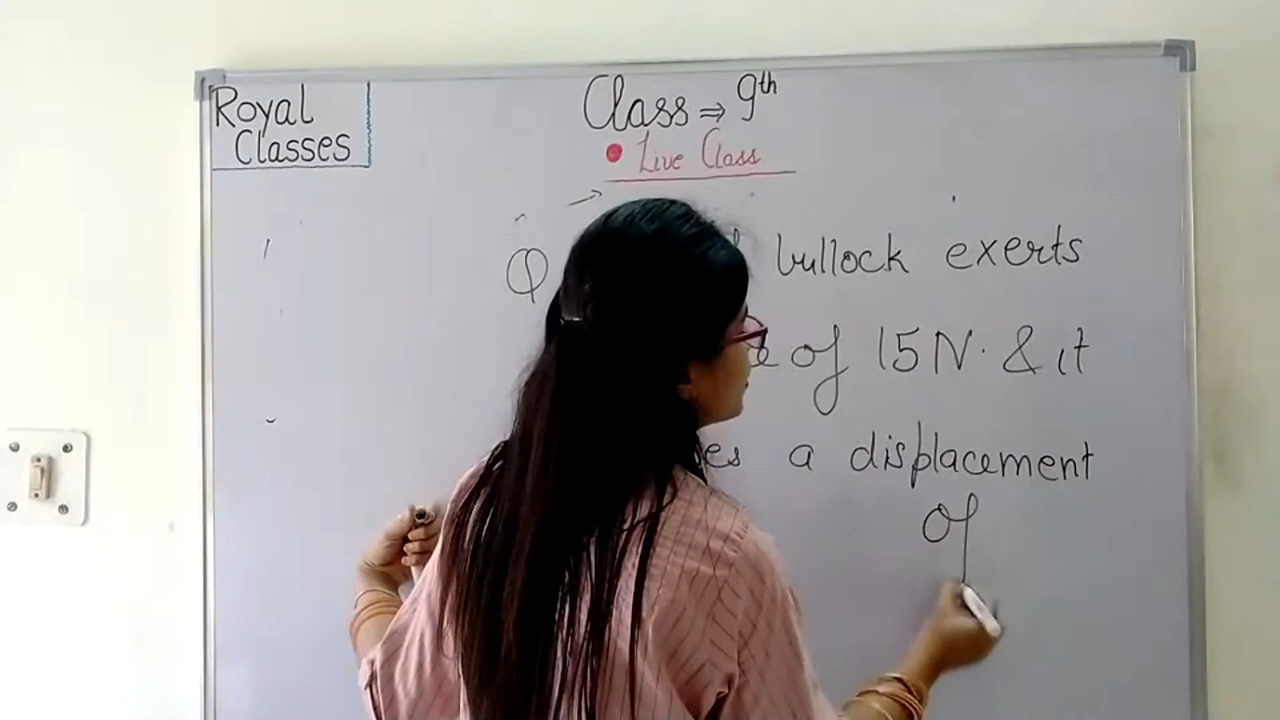 Royal
Classes
Class ⇒ 9th
• Live Class
Q bullock exerts
of 15 N. & it
a displacement
of